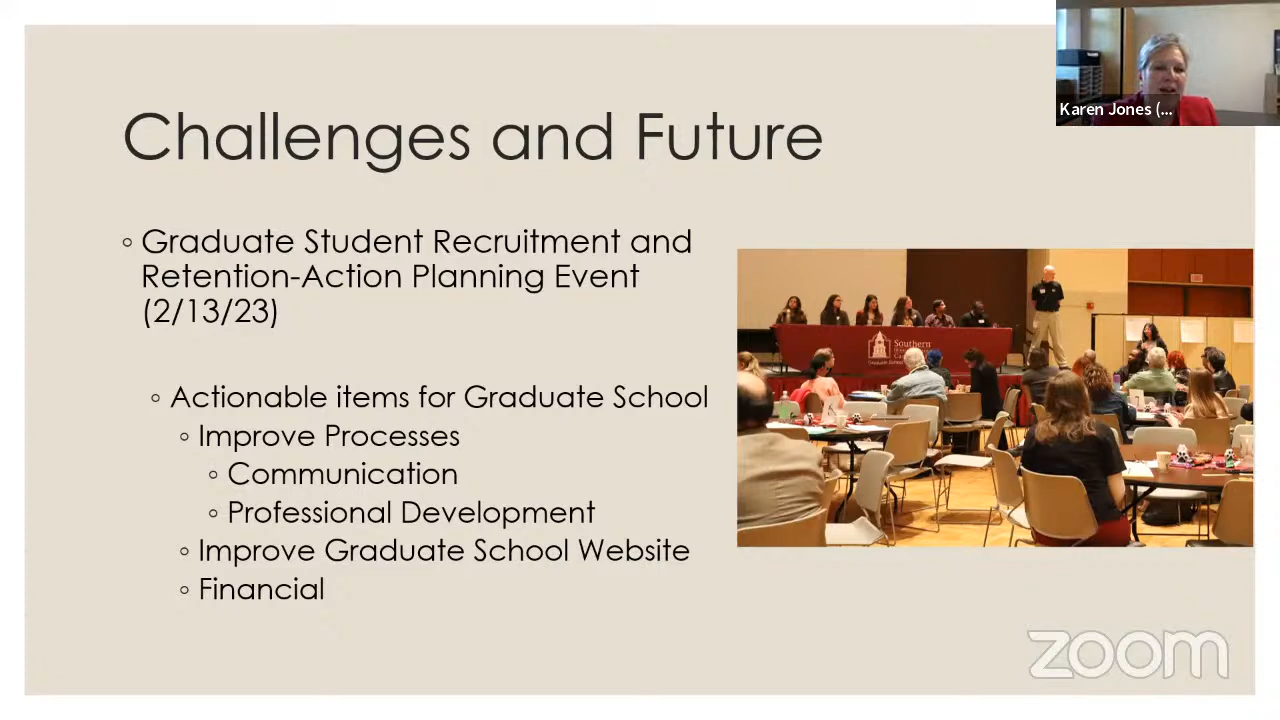 Karen Jones (...
Challenges and Future
◦ Graduate Student Recruitment and
Retention-Action Planning Event
(2/13/23)
◦ Actionable items for Graduate School
◦ Improve Processes
◦ Communication
◦ Professional Development
◦ Improve Graduate School Website
◦ Financial
Southern
zoom